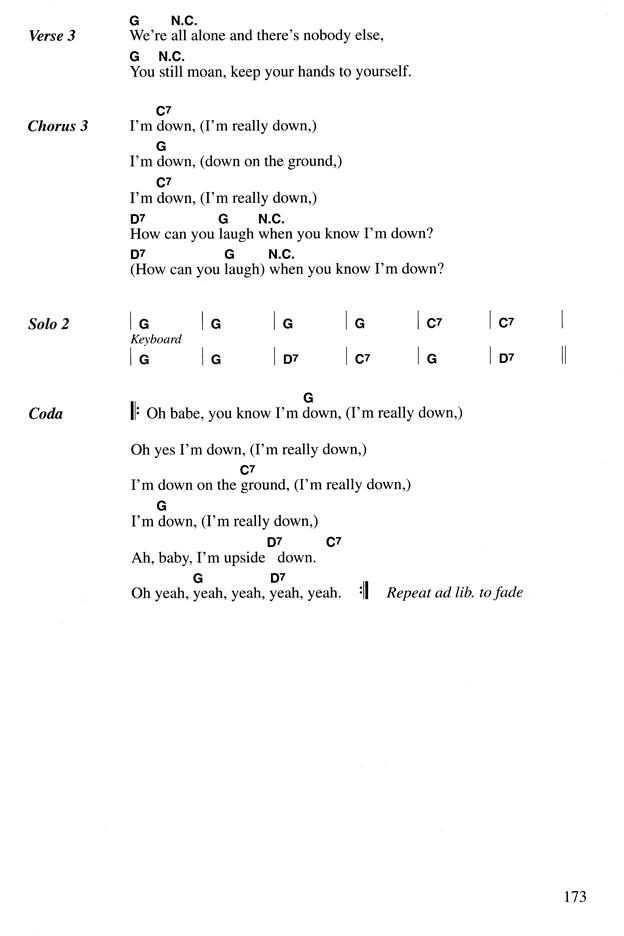 G N.C.
Verse 3 We're all alone and there's nobody else,
G N.C.
You still moan, keep your hands to yourself.
C7
Chorus 3 I'm down, (I'm really down,)
G
I'm down, (down on the ground,)
C7
I'm down, (I'm really down,)
D7 G N.C.
How can you laugh when you know I'm down?
D7 G N.C.
(How can you laugh) when you know I'm down?
Solo 2 | G | G | G | G | C7 | C7 |
Keyboard
| G | G | D7 | C7 | G | D7 ||
G
Coda ‖: Oh babe, you know I'm down, (I'm really down,)
Oh yes I'm down, (I'm really down,)
C7
I'm down on the ground, (I'm really down,)
G
I'm down, (I'm really down,)
D7 C7
Ah, baby, I'm upside down.
G D7
Oh yeah, yeah, yeah, yeah, yeah. :‖ Repeat ad lib. to fade
173